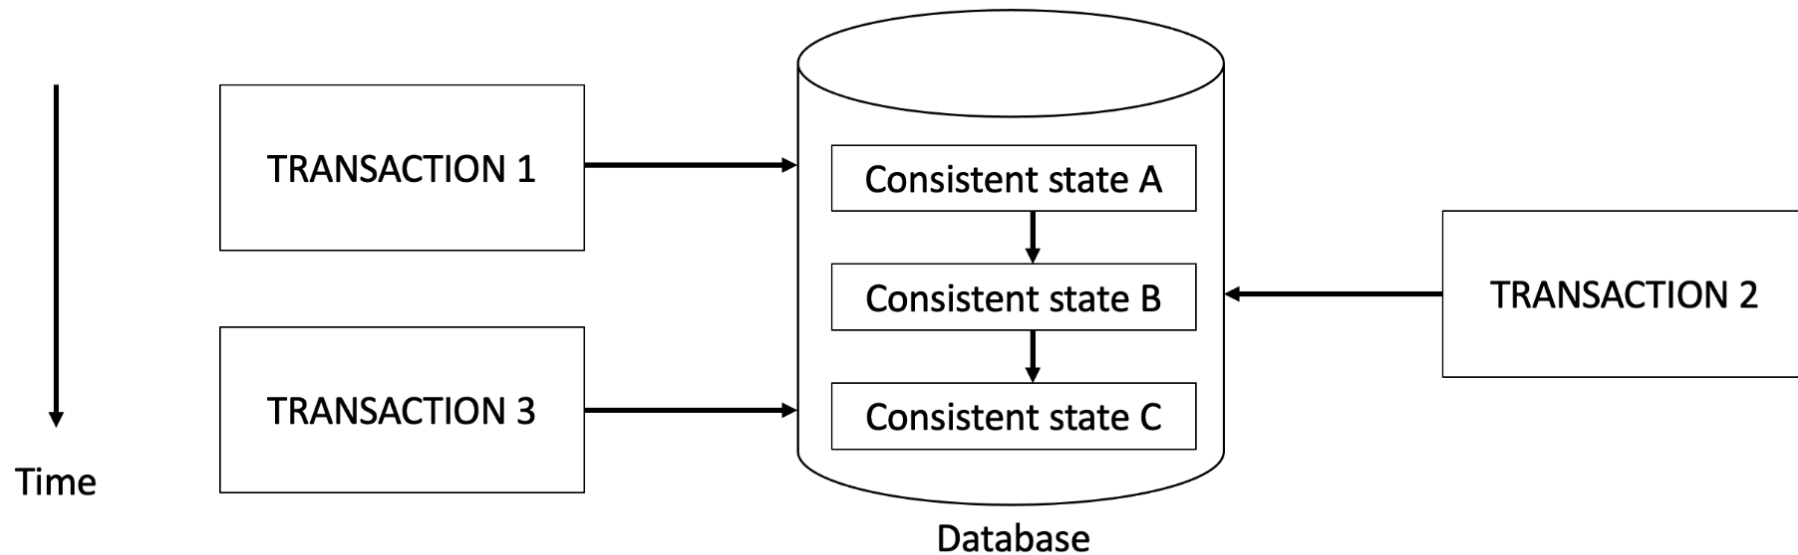 TRANSACTION 1
Consistent state A
Consistent state B
TRANSACTION 2
TRANSACTION 3
Consistent state C
Time
Database